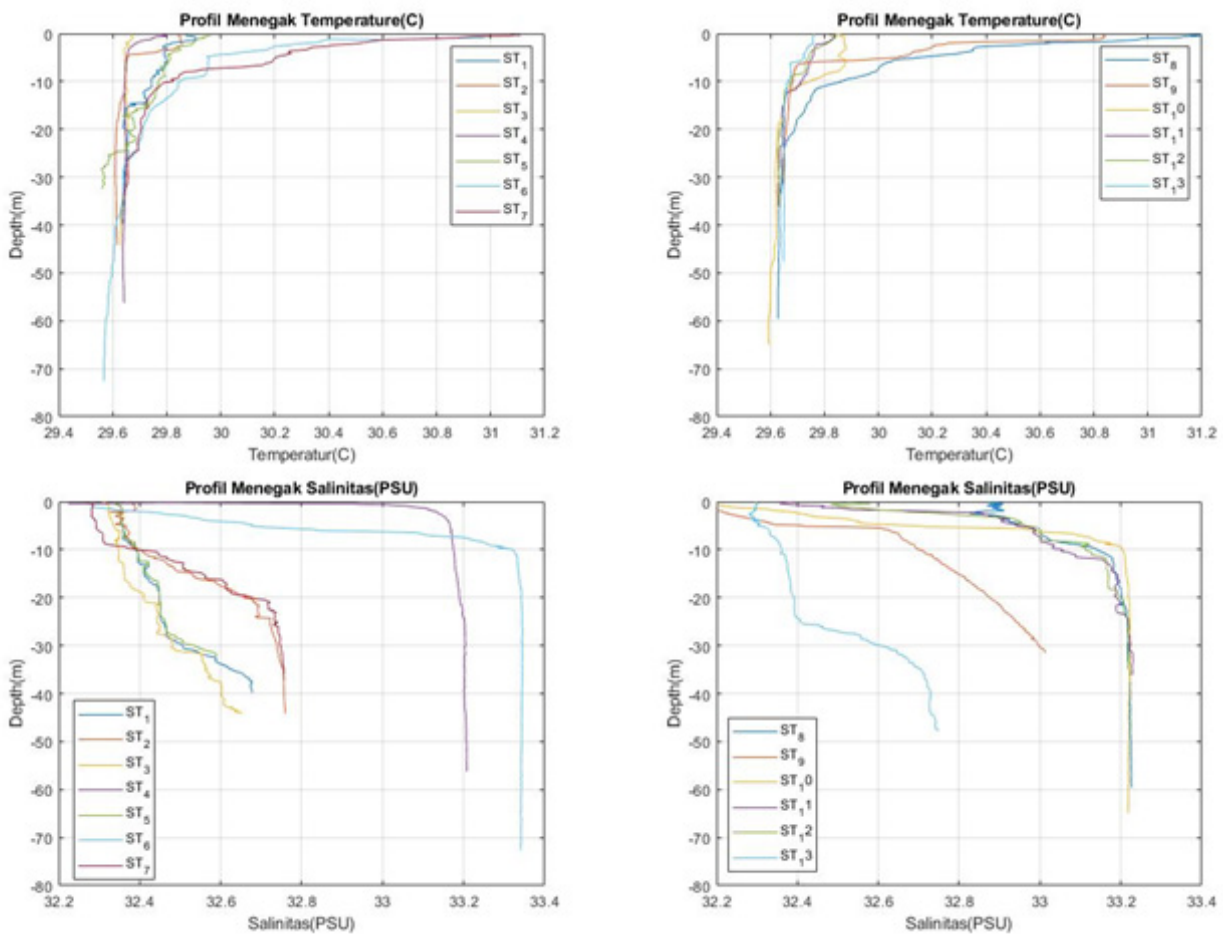 Profil Menegak Temperature(C)
0
-10
-20
-30
-40
-50
-60
-70
-80
Depth(m)
ST1
ST2
ST3
ST4
ST5
ST6
ST7
29.4 29.6 29.8 30 30.2 30.4 30.6 30.8 31 31.2
Temperatur(C)
Profil Menegak Temperature(C)
0
-10
-20
-30
-40
-50
-60
-70
-80
Depth(m)
ST8
ST9
ST10
ST11
ST12
ST13
29.4 29.6 29.8 30 30.2 30.4 30.6 30.8 31 31.2
Temperatur(C)
Profil Menegak Salinitas(PSU)
0
-10
-20
-30
-40
-50
-60
-70
-80
Depth(m)
ST1
ST2
ST3
ST4
ST5
ST6
ST7
32.2 32.4 32.6 32.8 33 33.2 33.4
Salinitas(PSU)
Profil Menegak Salinitas(PSU)
0
-10
-20
-30
-40
-50
-60
-70
-80
Depth(m)
ST8
ST9
ST10
ST11
ST12
ST13
32.2 32.4 32.6 32.8 33 33.2 33.4
Salinitas(PSU)